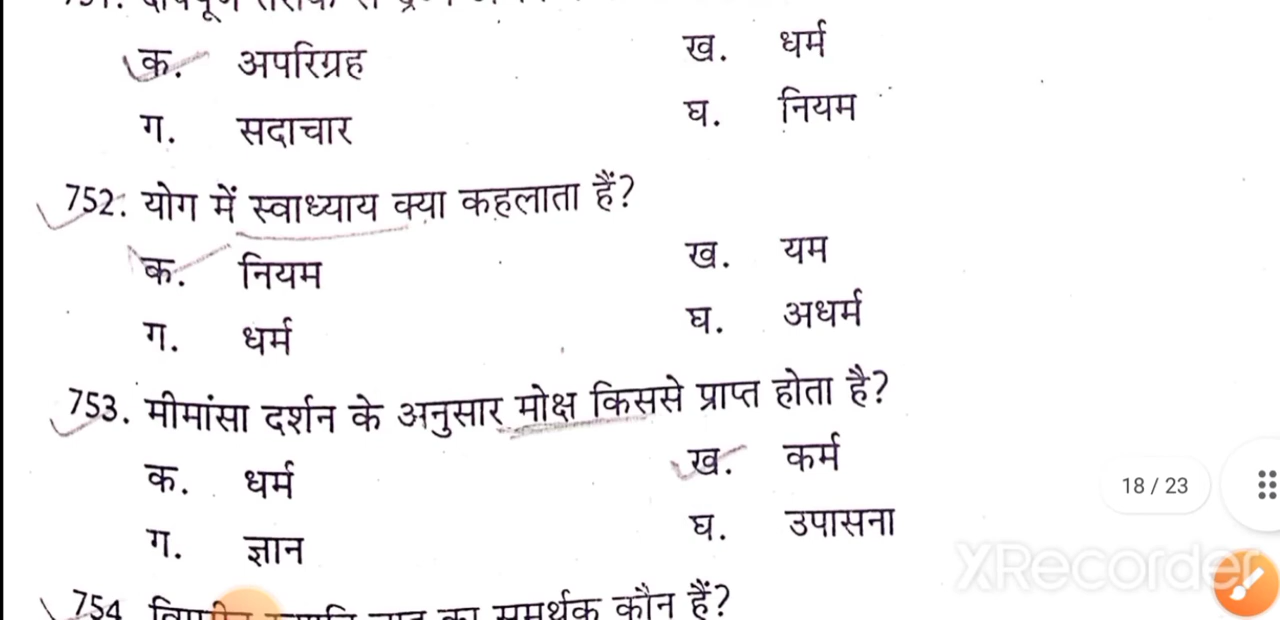 क. अपरिग्रह ख. धर्म
ग. सदाचार घ. नियम
752. योग में स्वाध्याय क्या कहलाता हैं?
क. नियम ख. यम
ग. धर्म घ. अधर्म
753. मीमांसा दर्शन के अनुसार मोक्ष किससे प्राप्त होता है?
क. धर्म ख. कर्म
18 / 23
ग. ज्ञान घ. उपासना
XRecorder
754 का समर्थक कौन हैं?